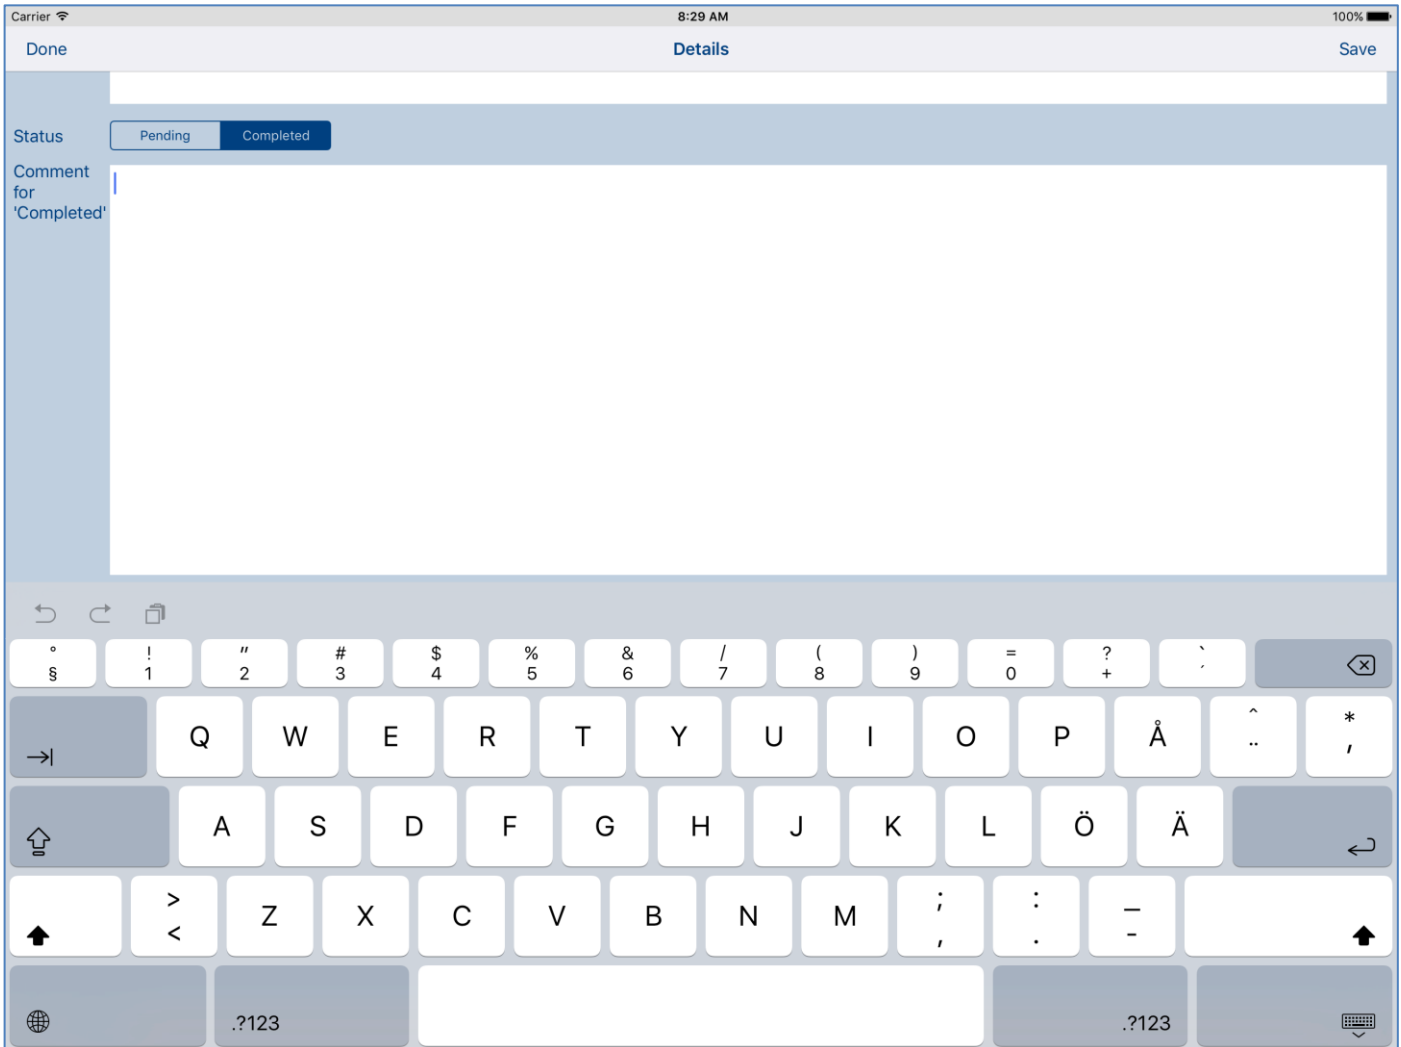 Carrier 8:29 AM 100%
Done Details Save
Status Pending Completed
Comment
for
'Completed'
° ! " # $ % & / ( ) = ? `
§ 1 2 3 4 5 6 7 8 9 0 + ´
Q W E R T Y U I O P Å ^ *
¨ '
A S D F G H J K L Ö Ä
> Z X C V B N M ; : _
< , . -
.?123 .?123